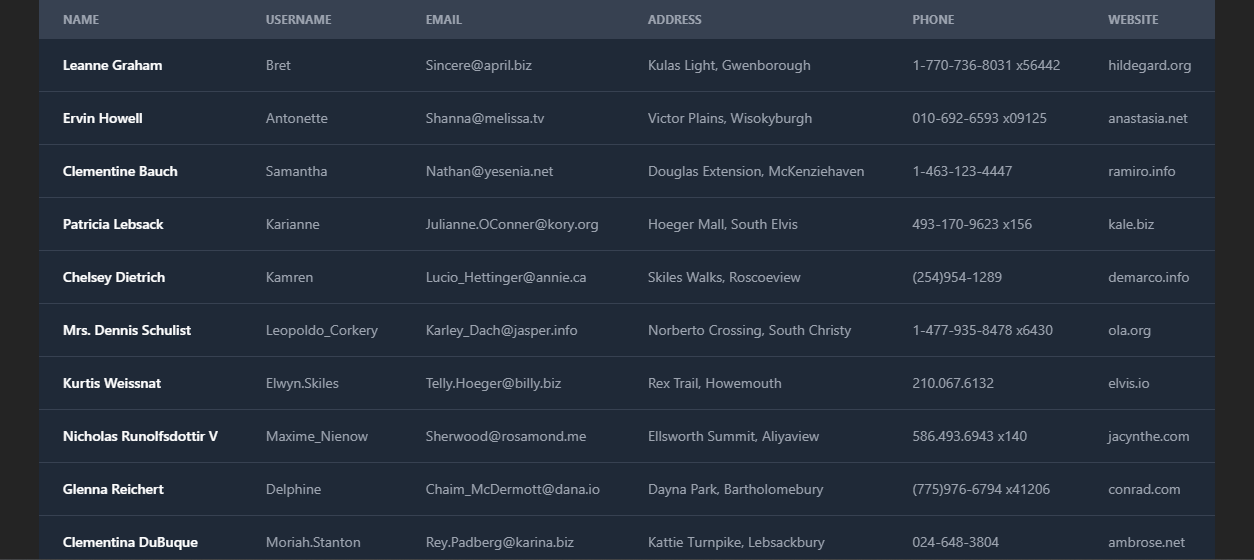 NAME USERNAME EMAIL ADDRESS PHONE WEBSITE
Leanne Graham Bret Sincere@april.biz Kulas Light, Gwenborough 1-770-736-8031 x56442 hildegard.org
Ervin Howell Antonette Shanna@melissa.tv Victor Plains, Wisokyburgh 010-692-6593 x09125 anastasia.net
Clementine Bauch Samantha Nathan@yesenia.net Douglas Extension, McKenziehaven 1-463-123-4447 ramiro.info
Patricia Lebsack Karianne Julianne.OConner@kory.org Hoeger Mall, South Elvis 493-170-9623 x156 kale.biz
Chelsey Dietrich Kamren Lucio_Hettinger@annie.ca Skiles Walks, Roscoeview (254)954-1289 demarco.info
Mrs. Dennis Schulist Leopoldo_Corkery Karley_Dach@jasper.info Norberto Crossing, South Christy 1-477-935-8478 x6430 ola.org
Kurtis Weissnat Elwyn.Skiles Telly.Hoeger@billy.biz Rex Trail, Howemouth 210.067.6132 elvis.io
Nicholas Runolfsdottir V Maxime_Nienow Sherwood@rosamond.me Ellsworth Summit, Aliyaview 586.493.6943 x140 jacynthe.com
Glenna Reichert Delphine Chaim_McDermott@dana.io Dayna Park, Bartholomebury (775)976-6794 x41206 conrad.com
Clementina DuBuque Moriah.Stanton Rey.Padberg@karina.biz Kattie Turnpike, Lebsackbury 024-648-3804 ambrose.net